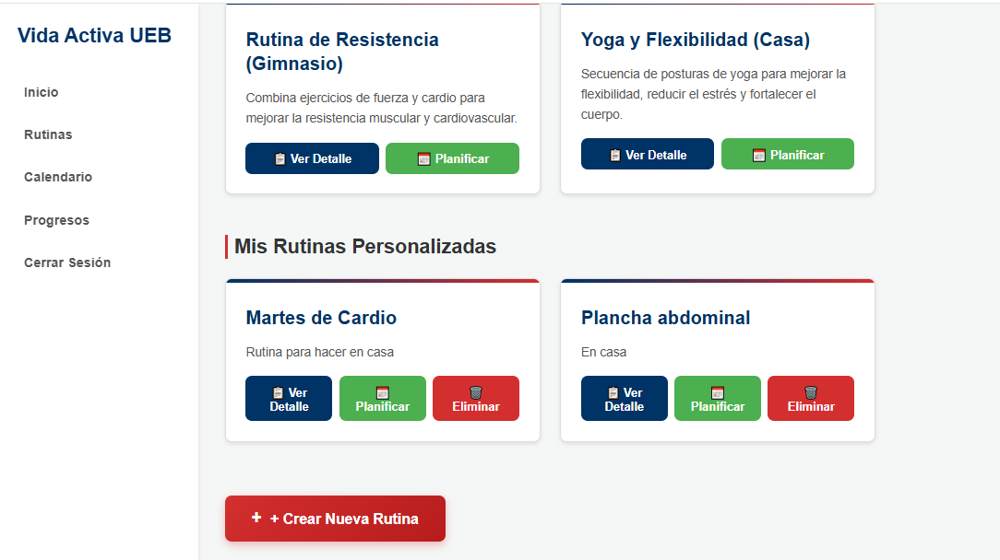 Vida Activa UEB
Inicio
Rutinas
Calendario
Progresos
Cerrar Sesión
Rutina de Resistencia
(Gimnasio)
Combina ejercicios de fuerza y cardio para
mejorar la resistencia muscular y cardiovascular.
Ver Detalle
Planificar
Yoga y Flexibilidad (Casa)
Secuencia de posturas de yoga para mejorar la
flexibilidad, reducir el estrés y fortalecer el
cuerpo.
Ver Detalle
Planificar
Mis Rutinas Personalizadas
Martes de Cardio
Rutina para hacer en casa
Ver
Detalle
Planificar
Eliminar
Plancha abdominal
En casa
Ver
Detalle
Planificar
Eliminar
+ + Crear Nueva Rutina